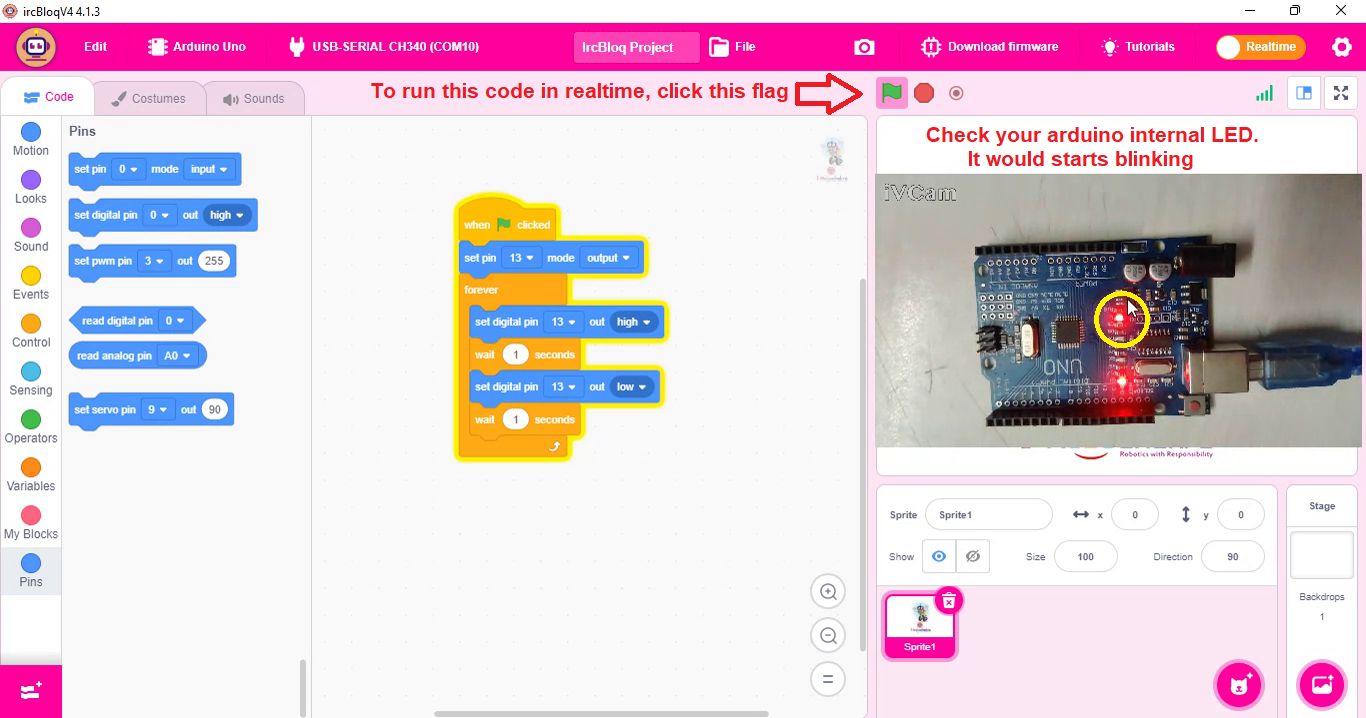 ircBloqV4 4.1.3
Edit
Arduino Uno
USB-SERIAL CH340 (COM10)
IrcBloq Project
File
Download firmware
Tutorials
Realtime
Code
Costumes
Sounds
To run this code in realtime, click this flag
Motion
Looks
Sound
Events
Control
Sensing
Operators
Variables
My Blocks
Pins
Pins
set pin 0 mode input
set digital pin 0 out high
set pwm pin 3 out 255
read digital pin 0
read analog pin A0
set servo pin 9 out 90
when clicked
set pin 13 mode output
forever
set digital pin 13 out high
wait 1 seconds
set digital pin 13 out low
wait 1 seconds
Check your arduino internal LED.
It would starts blinking
iVCam
UNO
Robotics with Responsibility
Sprite Sprite1 x 0 y 0
Show Size 100 Direction 90
Sprite1
Stage
Backdrops
1